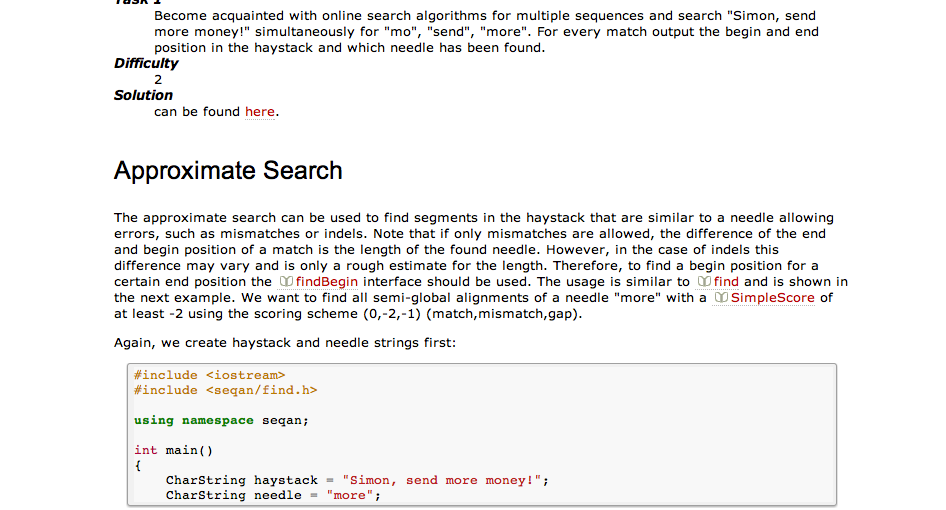 Task 1
Become acquainted with online search algorithms for multiple sequences and search "Simon, send
more money!" simultaneously for "mo", "send", "more". For every match output the begin and end
position in the haystack and which needle has been found.
Difficulty
2
Solution
can be found here.
Approximate Search
The approximate search can be used to find segments in the haystack that are similar to a needle allowing
errors, such as mismatches or indels. Note that if only mismatches are allowed, the difference of the end
and begin position of a match is the length of the found needle. However, in the case of indels this
difference may vary and is only a rough estimate for the length. Therefore, to find a begin position for a
certain end position the findBegin interface should be used. The usage is similar to find and is shown in
the next example. We want to find all semi-global alignments of a needle "more" with a SimpleScore of
at least -2 using the scoring scheme (0,-2,-1) (match,mismatch,gap).
Again, we create haystack and needle strings first:
#include <iostream>
#include <seqan/find.h>
using namespace seqan;
int main()
{
CharString haystack = "Simon, send more money!";
CharString needle = "more";